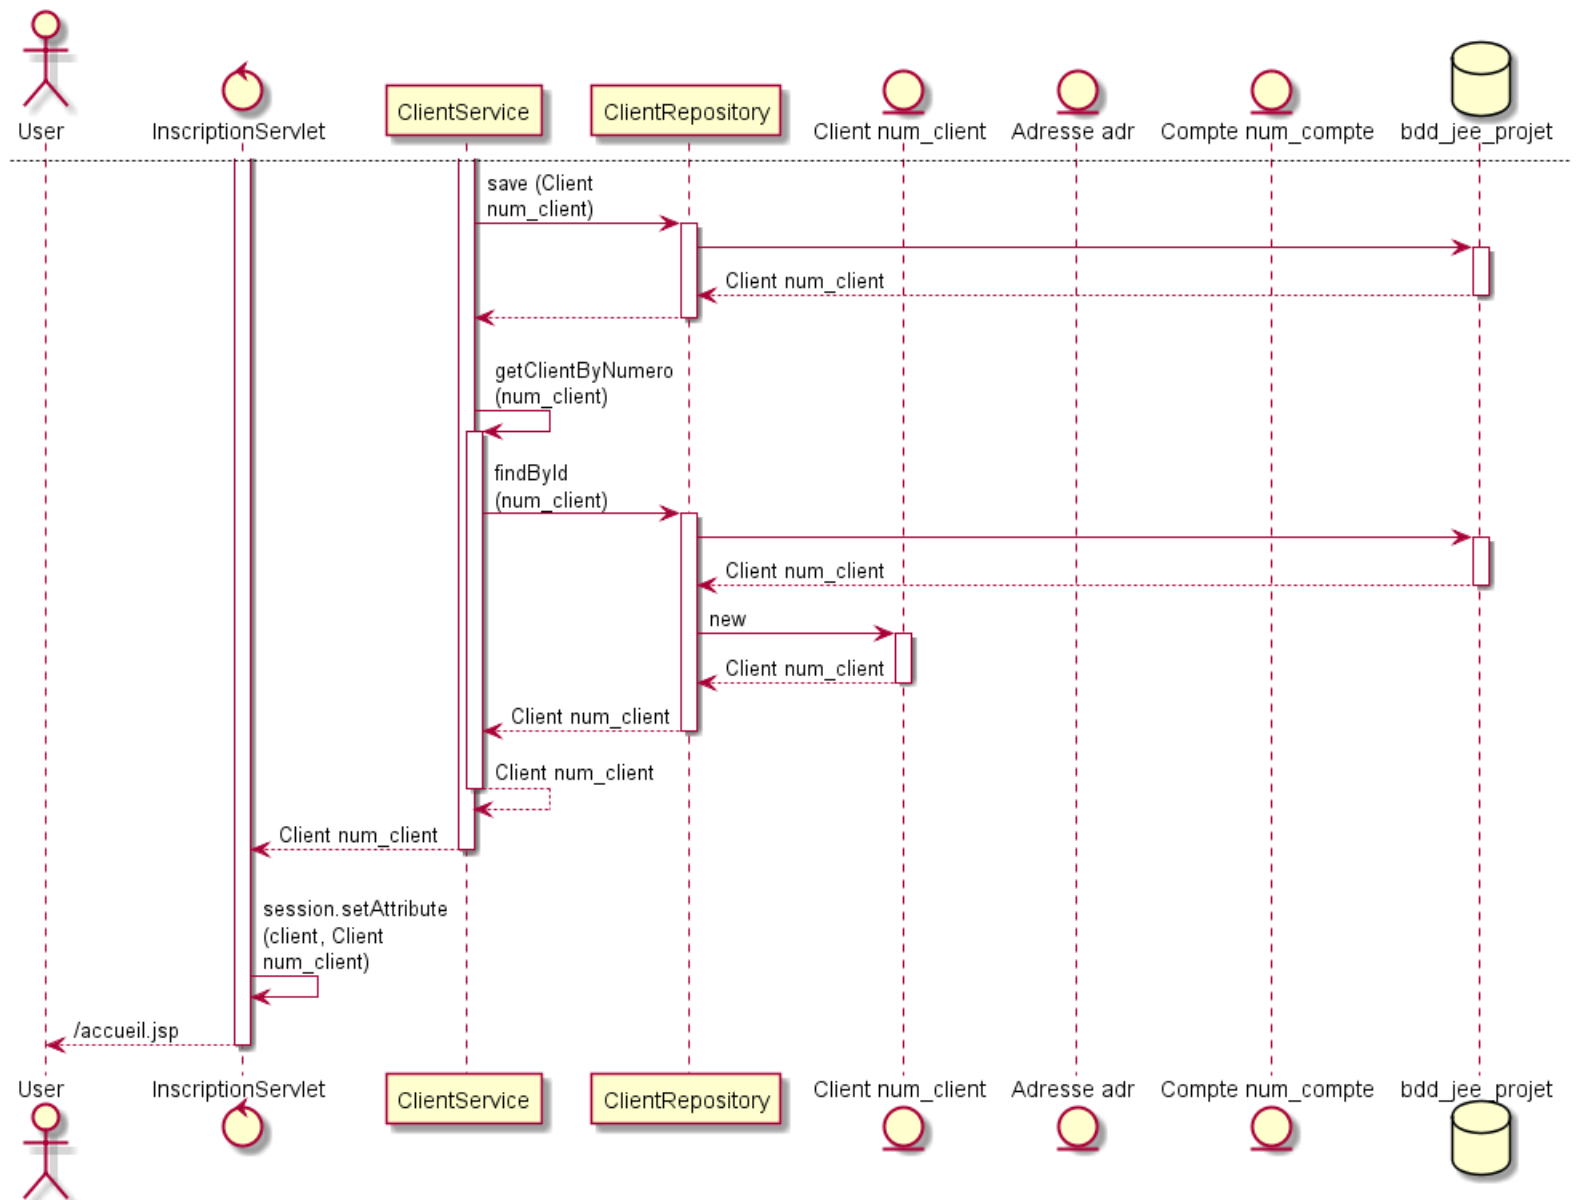 User
InscriptionServlet
ClientService
ClientRepository
Client num_client
Adresse adr
Compte num_compte
bdd_jee_projet
save (Client
num_client)
Client num_client
getClientByNumero
(num_client)
findById
(num_client)
Client num_client
new
Client num_client
Client num_client
Client num_client
Client num_client
session.setAttribute
(client, Client
num_client)
/accueil.jsp
User
InscriptionServlet
ClientService
ClientRepository
Client num_client
Adresse adr
Compte num_compte
bdd_jee_projet